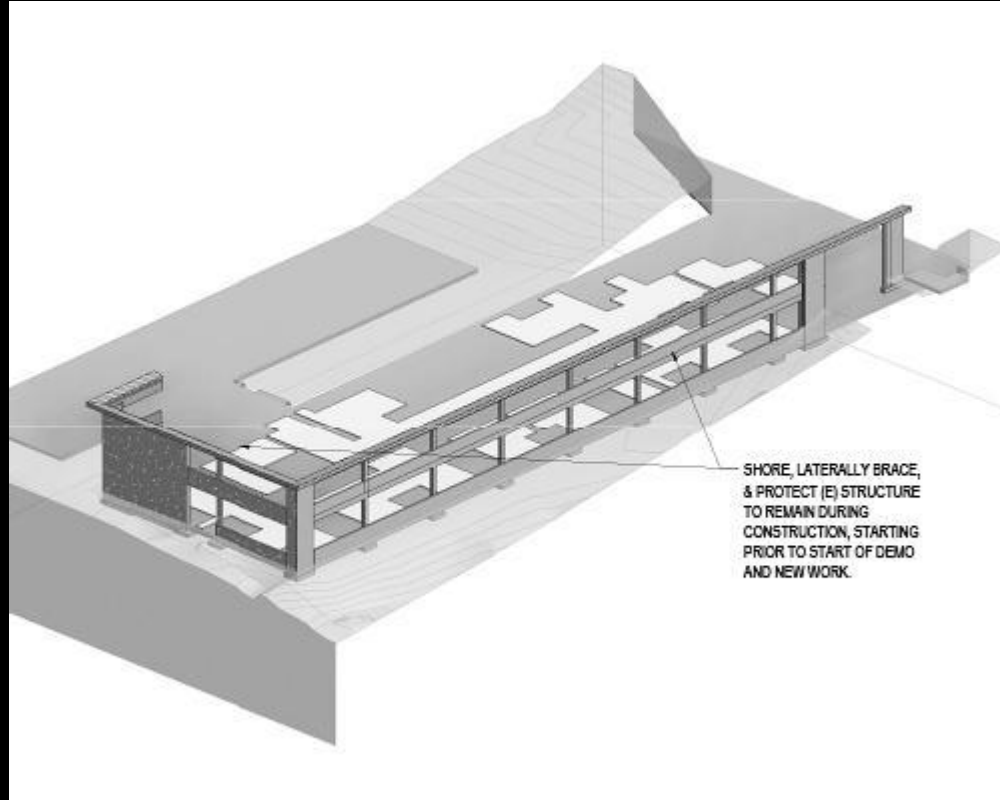 SHORE, LATERALLY BRACE,
& PROTECT (E) STRUCTURE
TO REMAIN DURING
CONSTRUCTION, STARTING
PRIOR TO START OF DEMO
AND NEW WORK.